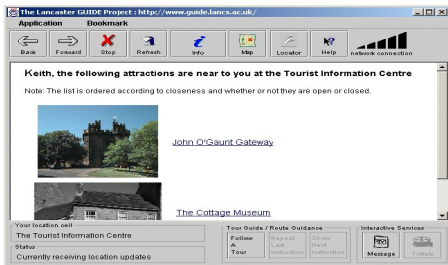 The Lancaster GUIDE Project : http://www.guide.lancs.ac.uk/
Application Bookmark
Back Forward Stop Refresh Info Map Locator Help network connection
Keith, the following attractions are near to you at the Tourist Information Centre
Note: The list is ordered according to closeness and whether or not they are open or closed.
John O'Gaunt Gateway
The Cottage Museum
Your location cell
The Tourist Information Centre
Status
Currently receiving location updates
Tour Guide / Route Guidance
Follow A Tour
Repeat Last Instruction
Show Next Instruction
Interactive Services
Message Tickets